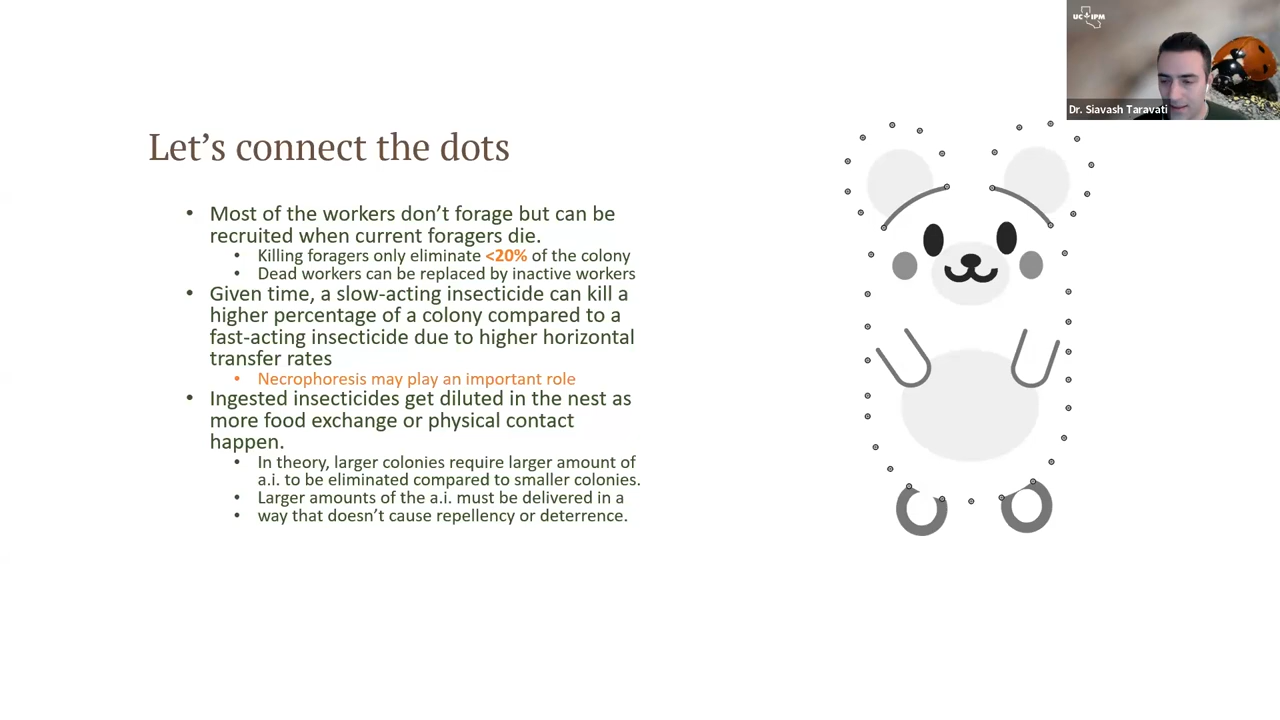 UC IPM
Dr. Siavash Taravati
Let's connect the dots
• Most of the workers don't forage but can be
recruited when current foragers die.
• Killing foragers only eliminate <20% of the colony
• Dead workers can be replaced by inactive workers
• Given time, a slow-acting insecticide can kill a
higher percentage of a colony compared to a
fast-acting insecticide due to higher horizontal
transfer rates
• Necrophoresis may play an important role
• Ingested insecticides get diluted in the nest as
more food exchange or physical contact
happen.
• In theory, larger colonies require larger amount of
a.i. to be eliminated compared to smaller colonies.
• Larger amounts of the a.i. must be delivered in a
• way that doesn't cause repellency or deterrence.